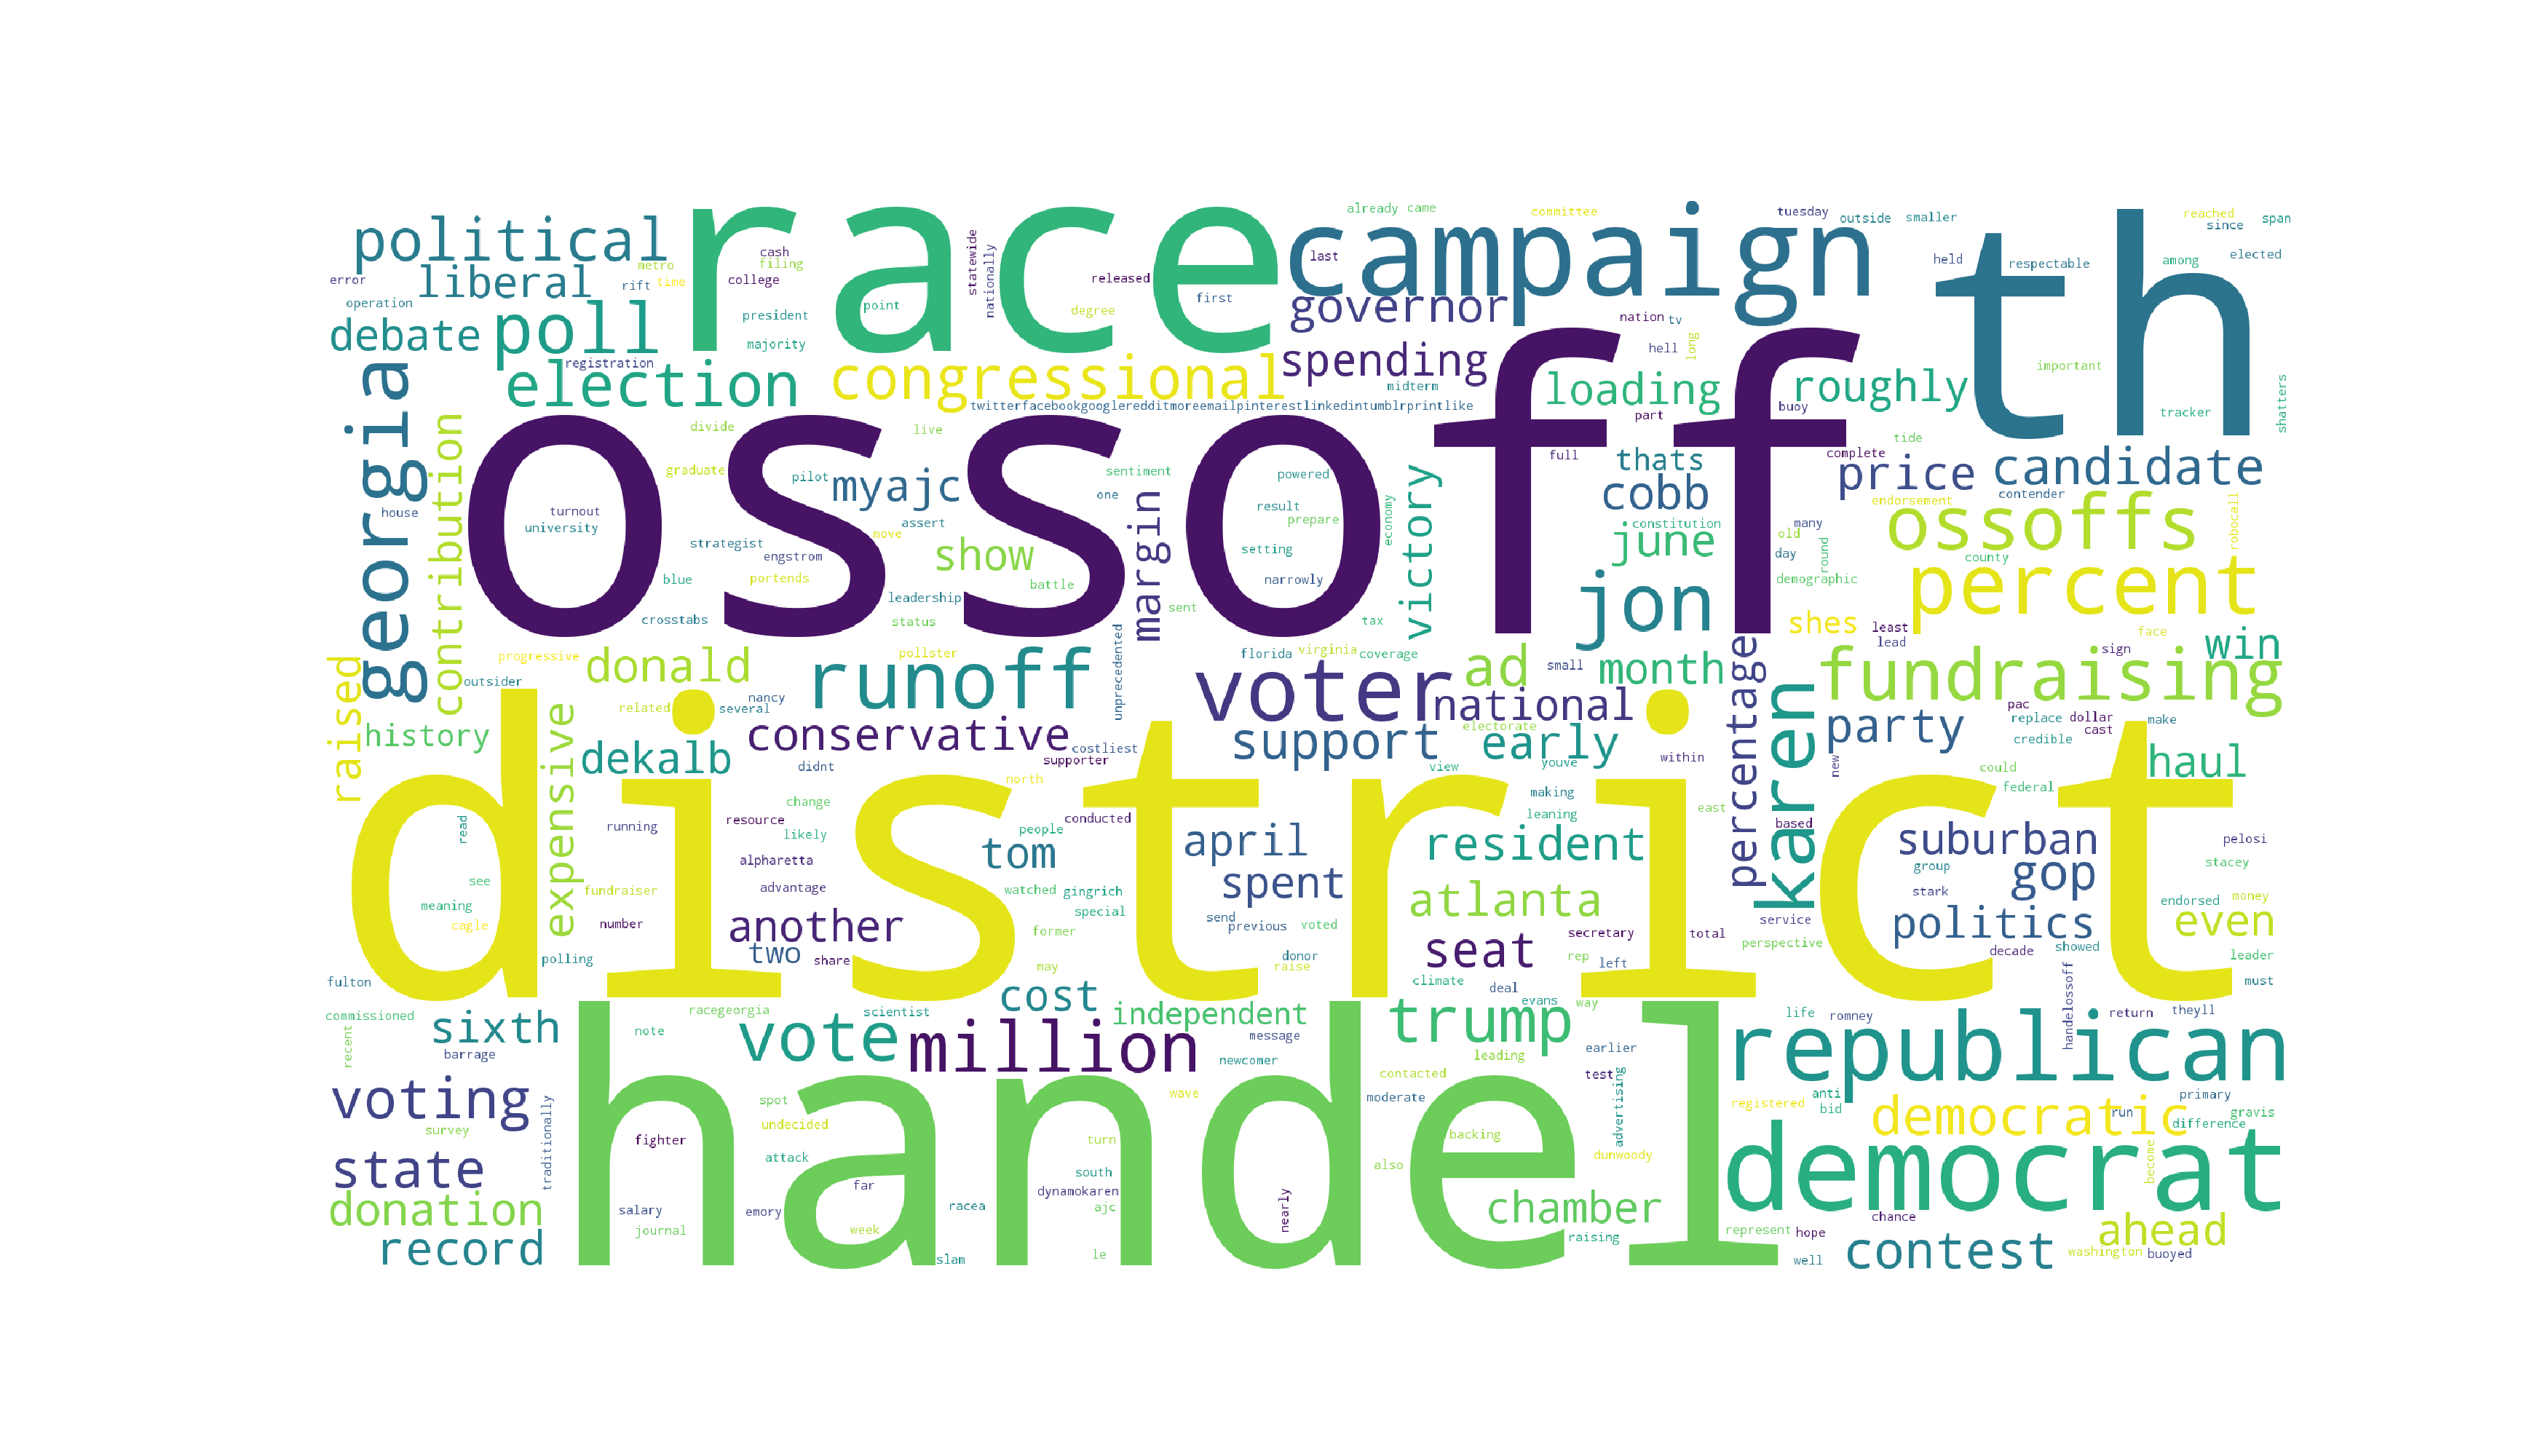 political
race
campaign
th
already
came
committee
tuesday
outside
smaller
reached
since
span
error
liberal
metro
rift
time
cash
filing
college
statewide
nationally
released
last
first
governor
held
respectable
among
elected
operation
debate
poll
president
majority
point
degree
nation
tv
hell
long
important
georgia
registration
election
congressional
spending
midterm
loading
roughly
twitterfacebookgoogleredditmoreemailpinterestlinkedintumblrprintlike
part
buoy
tracker
shatters
contribution
ossoff
divide
live
graduate
pilot
myajc
sentiment
one
powered
result
prepare
setting
narrowly
economy
victory
full
thats
cobb
constitution
june
tide
complete
price
candidate
contender
endorsement
many
old
day
round
ossoffs
county
robocall
house
turnout
university
strategist
engstrom
assert
move
show
margin
blue
portends
battle
leadership
sent
jon
demographic
percent
crosstabs
status
tax
shes
least
lead
face
sign
win
raised
progressive
outsider
donald
runoff
pollster
unprecedented
florida
virginia
coverage
voter
ad
small
month
percentage
karen
fundraising
history
related
nancy
several
conservative
costliest
supporter
national
electorate
support
early
within
party
pac
replace
dollar
cast
make
credible
haul
expensive
dekalb
didnt
district
north
view
youve
new
could
federal
read
running
resource
change
likely
people
conducted
making
leaning
east
based
alpharetta
tom
april
resident
suburban
pelosi
see
meaning
cagle
fundraiser
advantage
watched
gingrich
spent
group
gop
stacey
stark
number
another
special
former
send
previous
voted
atlanta
service
politics
endorsed
money
even
polling
two
share
may
donor
raise
seat
secretary
rep
left
total
perspective
decade
showed
leader
fulton
cost
climate
deal
evans
way
handelossoff
must
commissioned
recent
sixth
note
racegeorgia
vote
scientist
million
independent
message
trump
life
romney
return
theyll
barrage
handel
newcomer
leading
earlier
republican
voting
traditionally
spot
undecided
wave
contacted
moderate
test
advertising
registered
anti
bid
democratic
primary
run
gravis
difference
survey
fighter
turn
backing
state
attack
south
also
dunwoody
democrat
become
donation
salary
emory
far
dynamokaren
ajc
nearly
chamber
journal
week
racea
raising
represent
hope
chance
ahead
record
slam
le
well
contest
washington
buoyed